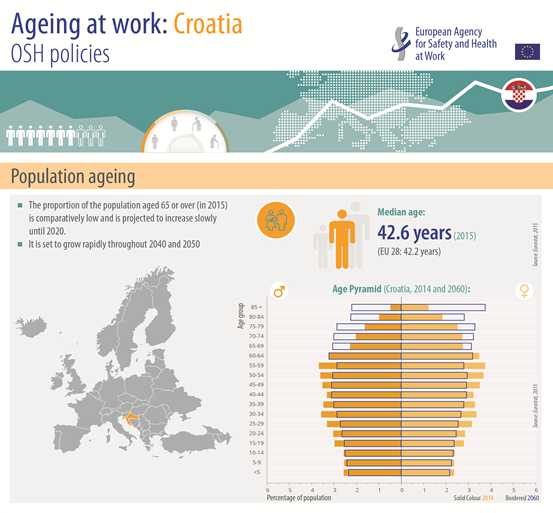 Ageing at work: Croatia
OSH policies
European Agency
for Safety and Health
at Work
Population ageing
The proportion of the population aged 65 or over (in 2015)
is comparatively low and is projected to increase slowly
until 2020.
It is set to grow rapidly throughout 2040 and 2050
Median age:
42.6 years (2015)
(EU 28: 42.2 years)
Source: Eurostat, 2015
Age Pyramid (Croatia, 2014 and 2060):
Age group
85 +
80-84
75-79
70-74
65-69
60-64
55-59
50-54
45-49
40-44
35-39
30-34
25-29
20-24
15-19
10-14
5-9
<5
Source: Eurostat, 2015
6 5 4 3 2 1 0 1 2 3 4 5 6
Percentage of population
Solid Colour 2014 Bordered 2060